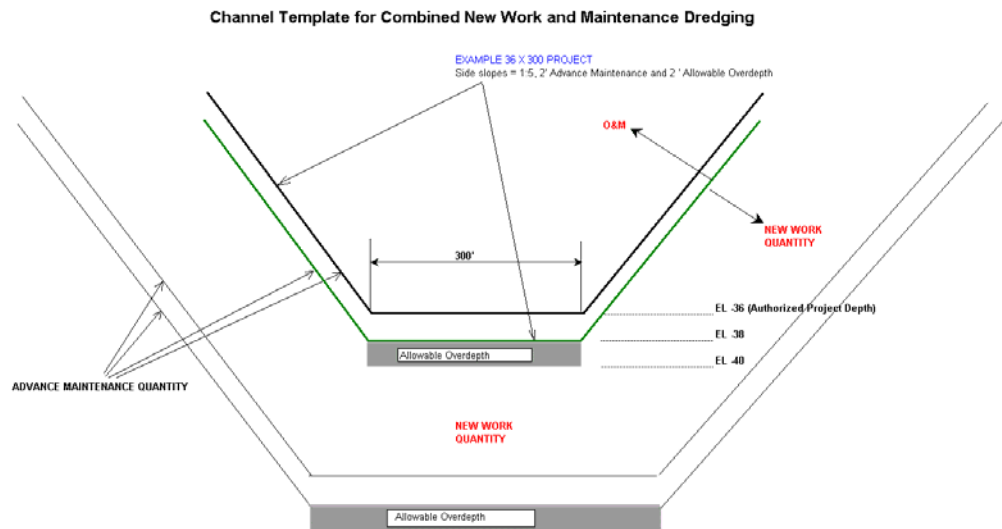 Channel Template for Combined New Work and Maintenance Dredging
EXAMPLE 36 X 300 PROJECT
Side slopes = 1:5, 2' Advance Maintenance and 2 ' Allowable Overdepth
O&M
NEW WORK
QUANTITY
300'
EL -36 (Authorized Project Depth)
EL -38
Allowable Overdepth
EL -40
ADVANCE MAINTENANCE QUANTITY
NEW WORK
QUANTITY
Allowable Overdepth